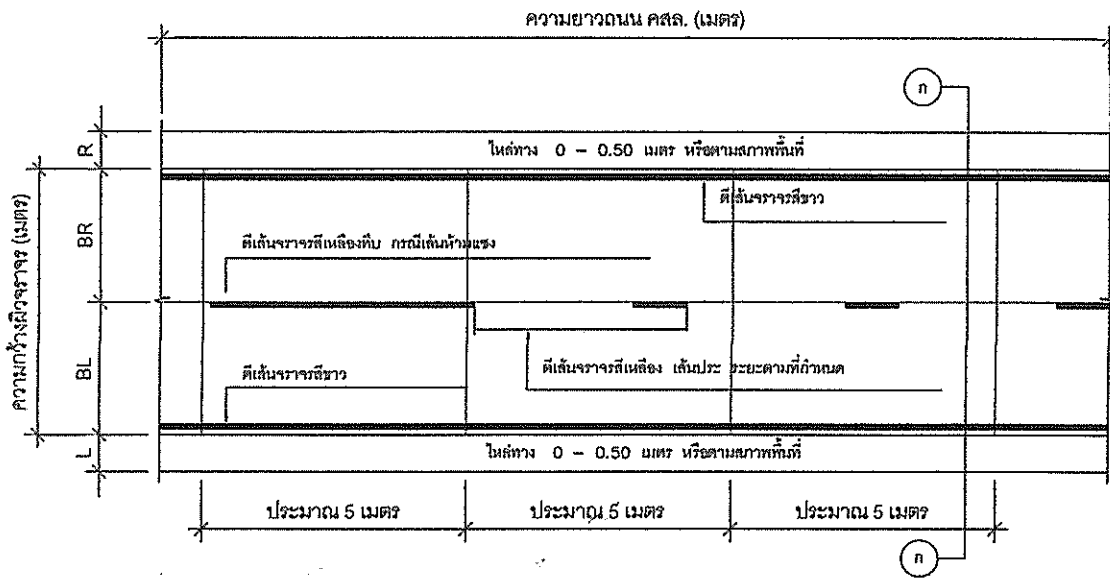 ความยาวถนน คสล. (เมตร)
ก
R
ไหล่ทาง 0 - 0.50 เมตร หรือตามสภาพพื้นที่
ตีเส้นจราจรสีขาว
ความกว้างผิวจราจร (เมตร)
BR
ตีเส้นจราจรสีเหลืองทึบ กรณีเส้นห้ามแซง
BL
ตีเส้นจราจรสีขาว
ตีเส้นจราจรสีเหลือง เส้นประ ระยะตามที่กำหนด
L
ไหล่ทาง 0 - 0.50 เมตร หรือตามสภาพพื้นที่
ประมาณ 5 เมตร
ประมาณ 5 เมตร
ประมาณ 5 เมตร
ก